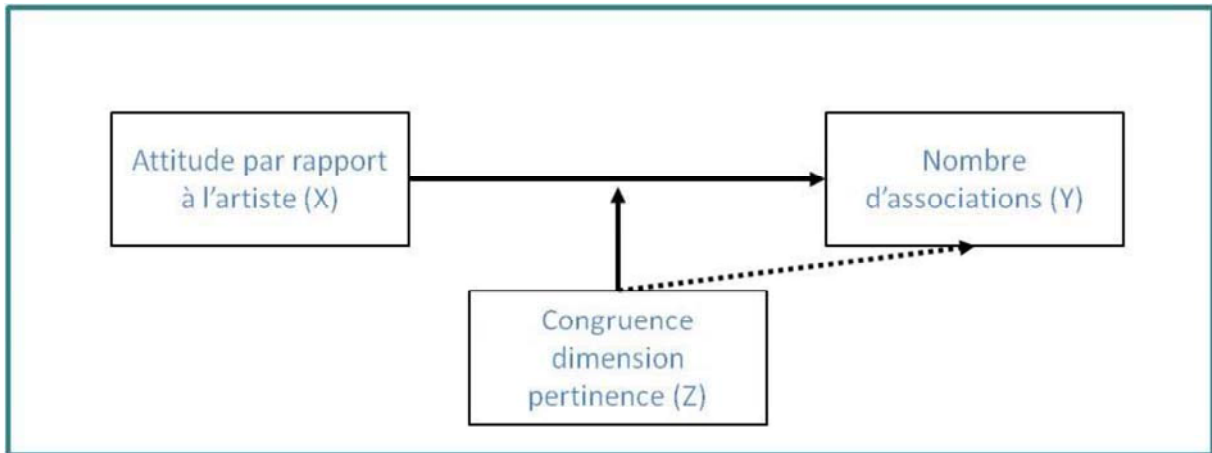 Attitude par rapport
à l'artiste (X)
Nombre
d'associations (Y)
Congruence
dimension
pertinence (Z)